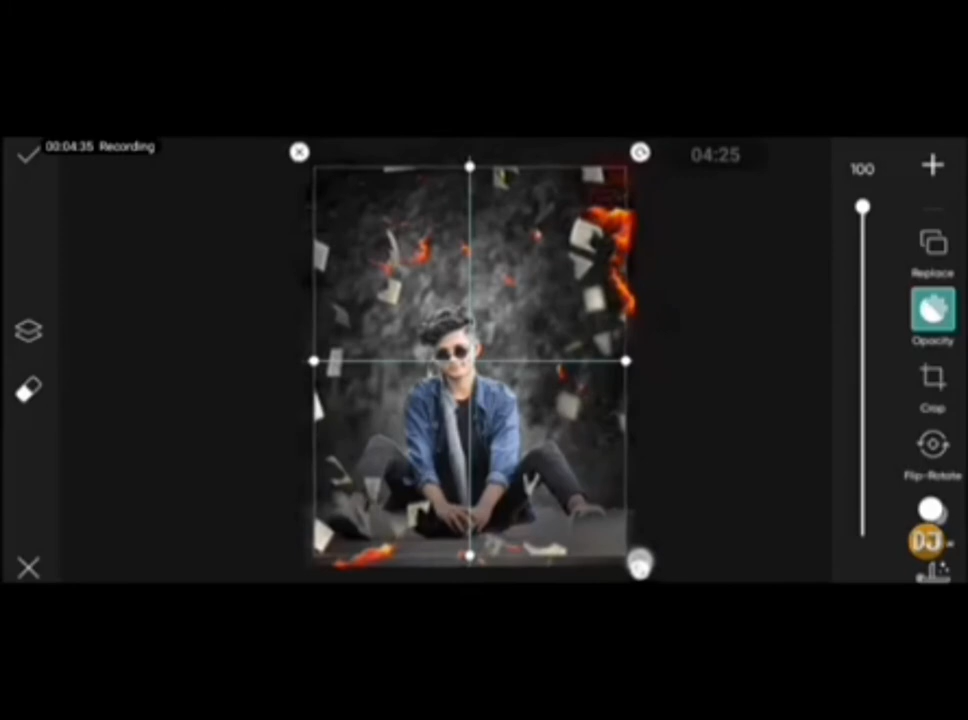 00:04:35 Recording
04:25
100
Replace
Opacity
Crop
Flip-Rotate
DJ